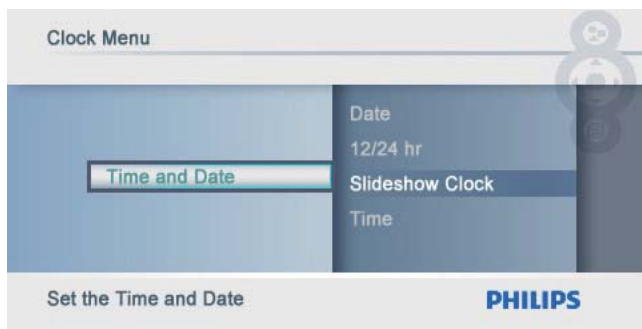 Clock Menu
Time and Date
Date
12/24 hr
Slideshow Clock
Time
Set the Time and Date
PHILIPS